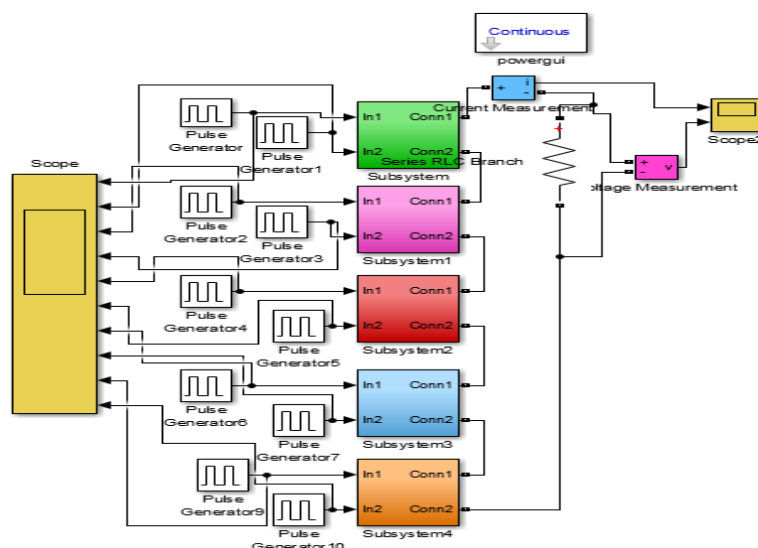 Continuous
powergui
i
+
-
Current Measurement
Scope2
+
-
v
oltage Measurement
Series RLC Branch
+
Scope
Pulse
Generator
Pulse
Generator1
In1 Conn1
In2 Conn2
Subsystem
Pulse
Generator2
Pulse
Generator3
In1 Conn1
In2 Conn2
Subsystem1
Pulse
Generator4
Pulse
Generator5
In1 Conn1
In2 Conn2
Subsystem2
Pulse
Generator6
Pulse
Generator7
In1 Conn1
In2 Conn2
Subsystem3
Pulse
Generator9
Pulse
Generator10
In1 Conn1
In2 Conn2
Subsystem4